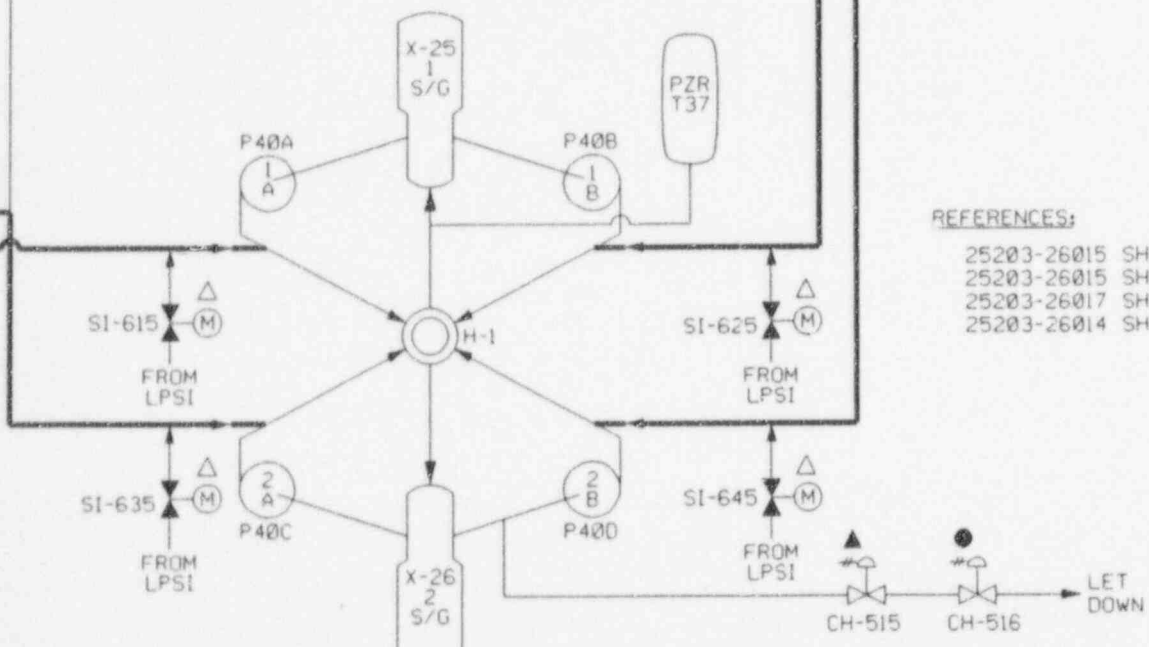 X-25
1
S/G
PZR
T37
P40A
1
A
P40B
1
B
REFERENCES:
25203-26015 SH
25203-26015 SH
25203-26017 SH
25203-26014 SH
SI-615
M
FROM
LPSI
H-1
SI-625
M
FROM
LPSI
SI-635
M
FROM
LPSI
2
A
P40C
2
B
P40D
SI-645
M
FROM
LPSI
X-26
2
S/G
CH-515
CH-516
LET
DOWN